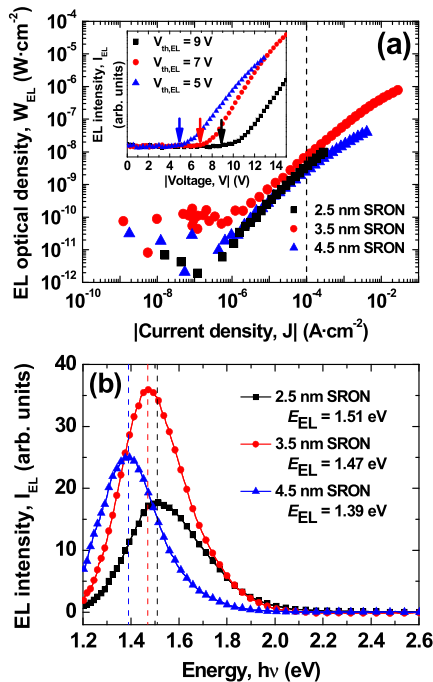 (a)
EL optical density, W_EL (W·cm⁻²)
10⁻⁴
10⁻⁵
10⁻⁶
10⁻⁷
10⁻⁸
10⁻⁹
10⁻¹⁰
10⁻¹¹
10⁻¹²
EL intensity, I_EL
(arb. units)
V_th,EL = 9 V
V_th,EL = 7 V
V_th,EL = 5 V
0 2 4 6 8 10 12 14
|Voltage, V| (V)
2.5 nm SRON
3.5 nm SRON
4.5 nm SRON
10⁻¹⁰ 10⁻⁸ 10⁻⁶ 10⁻⁴ 10⁻² 10⁰
|Current density, J| (A·cm⁻²)
(b)
EL intensity, I_EL (arb. units)
40
30
20
10
0
2.5 nm SRON
E_EL = 1.51 eV
3.5 nm SRON
E_EL = 1.47 eV
4.5 nm SRON
E_EL = 1.39 eV
1.2 1.4 1.6 1.8 2.0 2.2 2.4 2.6
Energy, hν (eV)